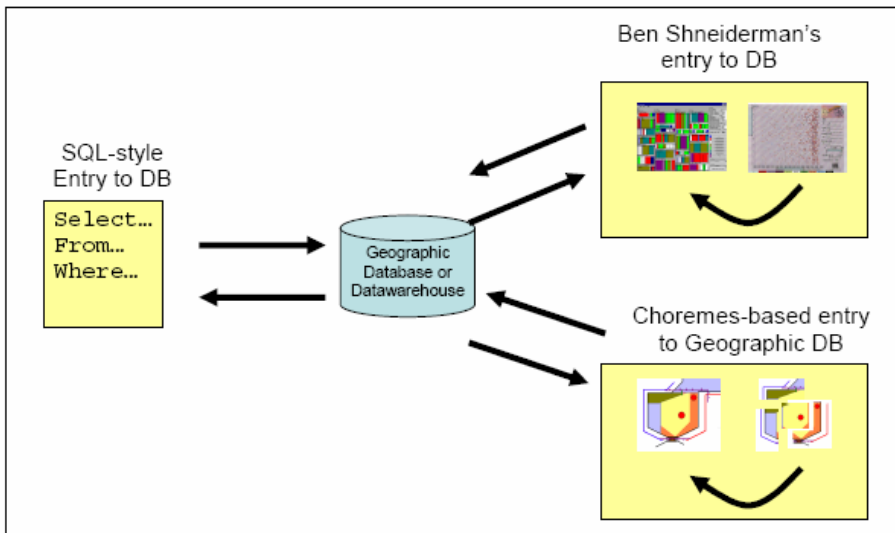 Ben Shneiderman's
entry to DB
SQL-style
Entry to DB
Select…
From…
Where…
Geographic
Database or
Datawarehouse
Choremes-based entry
to Geographic DB